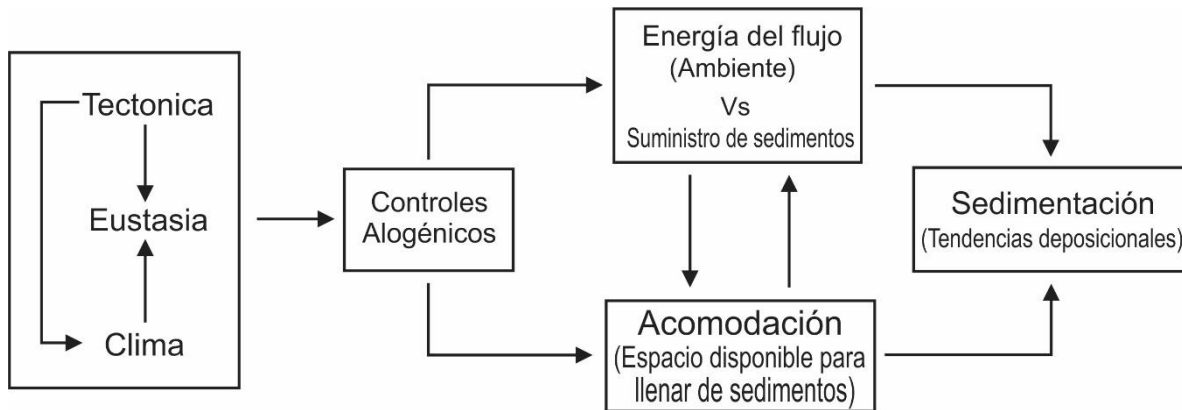 Tectonica
Eustasia
Clima
Controles
Alogénicos
Energía del flujo
(Ambiente)
Vs
Suministro de sedimentos
Acomodación
(Espacio disponible para
llenar de sedimentos)
Sedimentación
(Tendencias deposicionales)